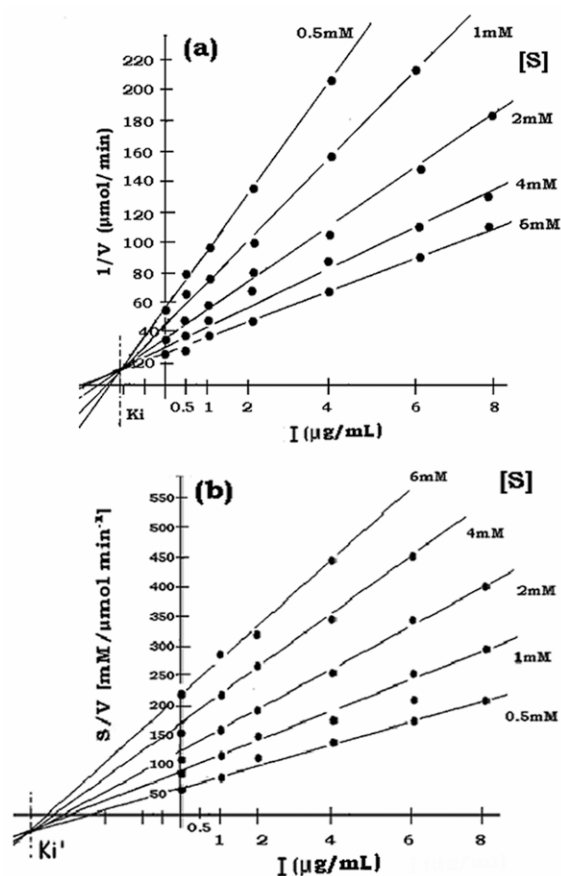 (a)
0.5mM
1mM
[S]
2mM
4mM
6mM
1/V (μmol/min)
220
200
180
160
140
120
100
80
60
40
20
Ki
0.5
1
2
4
6
8
I (μg/mL)
(b)
6mM
[S]
4mM
2mM
1mM
0.5mM
S/V [mM/μmol min⁻¹]
550
500
450
400
350
300
250
200
150
100
50
Ki'
0.5
1
2
4
6
8
I (μg/mL)